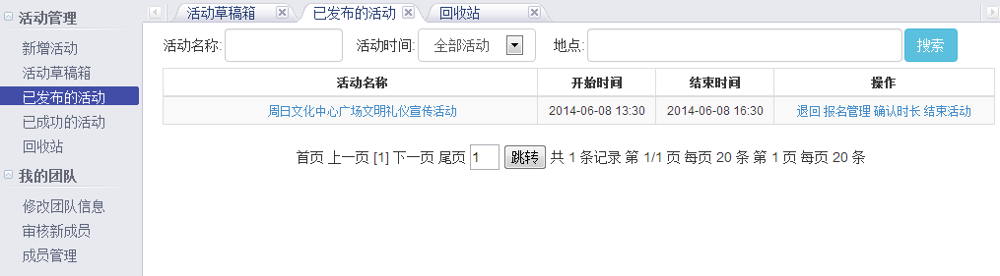 活动管理
新增活动
活动草稿箱
已发布的活动
已成功的活动
回收站
我的团队
修改团队信息
审核新成员
成员管理
活动草稿箱 已发布的活动 回收站
活动名称: 活动时间: 全部活动 地点: 搜索
活动名称 开始时间 结束时间 操作
周日文化中心广场文明礼仪宣传活动 2014-06-08 13:30 2014-06-08 16:30 退回 报名管理 确认时长 结束活动
首页 上一页 [1] 下一页 尾页 1 跳转 共 1 条记录 第 1/1 页 每页 20 条 第 1 页 每页 20 条